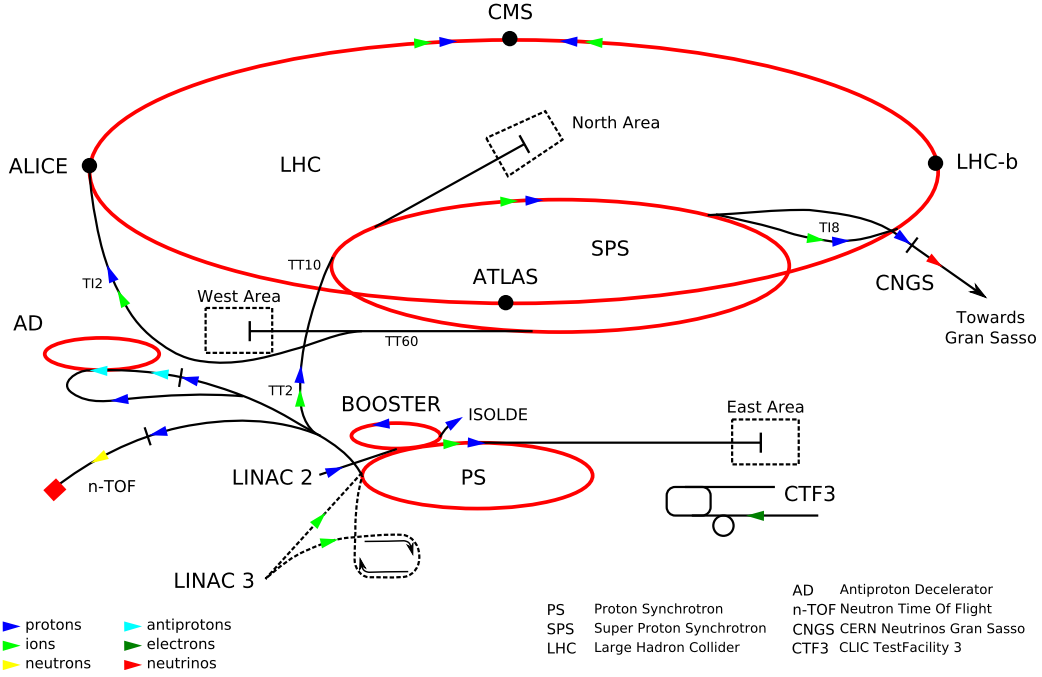 CMS
North Area
ALICE
LHC
LHC-b
TI8
SPS
TT10
ATLAS
TI2
CNGS
West Area
Towards
Gran Sasso
AD
TT60
TT2
BOOSTER
ISOLDE
East Area
LINAC 2
PS
n-TOF
CTF3
LINAC 3
protons
ions
neutrons
antiprotons
electrons
neutrinos
PS Proton Synchrotron
SPS Super Proton Synchrotron
LHC Large Hadron Collider
AD Antiproton Decelerator
n-TOF Neutron Time Of Flight
CNGS CERN Neutrinos Gran Sasso
CTF3 CLIC TestFacility 3